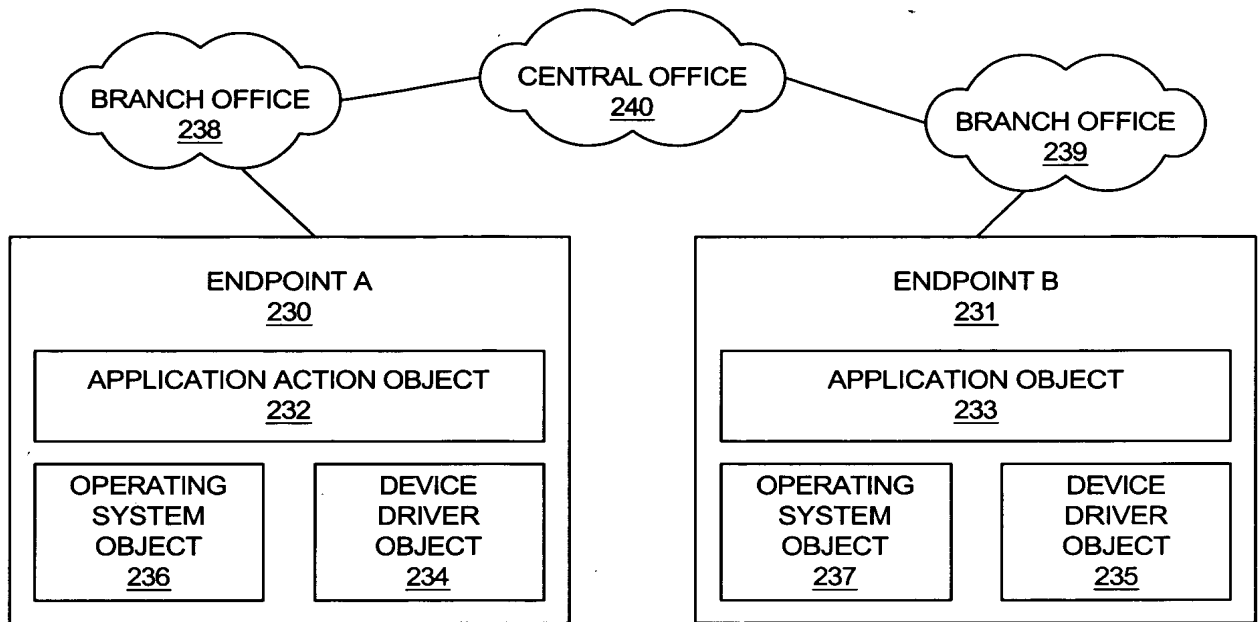 BRANCH OFFICE
238
CENTRAL OFFICE
240
BRANCH OFFICE
239
ENDPOINT A
230
APPLICATION ACTION OBJECT
232
OPERATING
SYSTEM
OBJECT
236
DEVICE
DRIVER
OBJECT
234
ENDPOINT B
231
APPLICATION OBJECT
233
OPERATING
SYSTEM
OBJECT
237
DEVICE
DRIVER
OBJECT
235